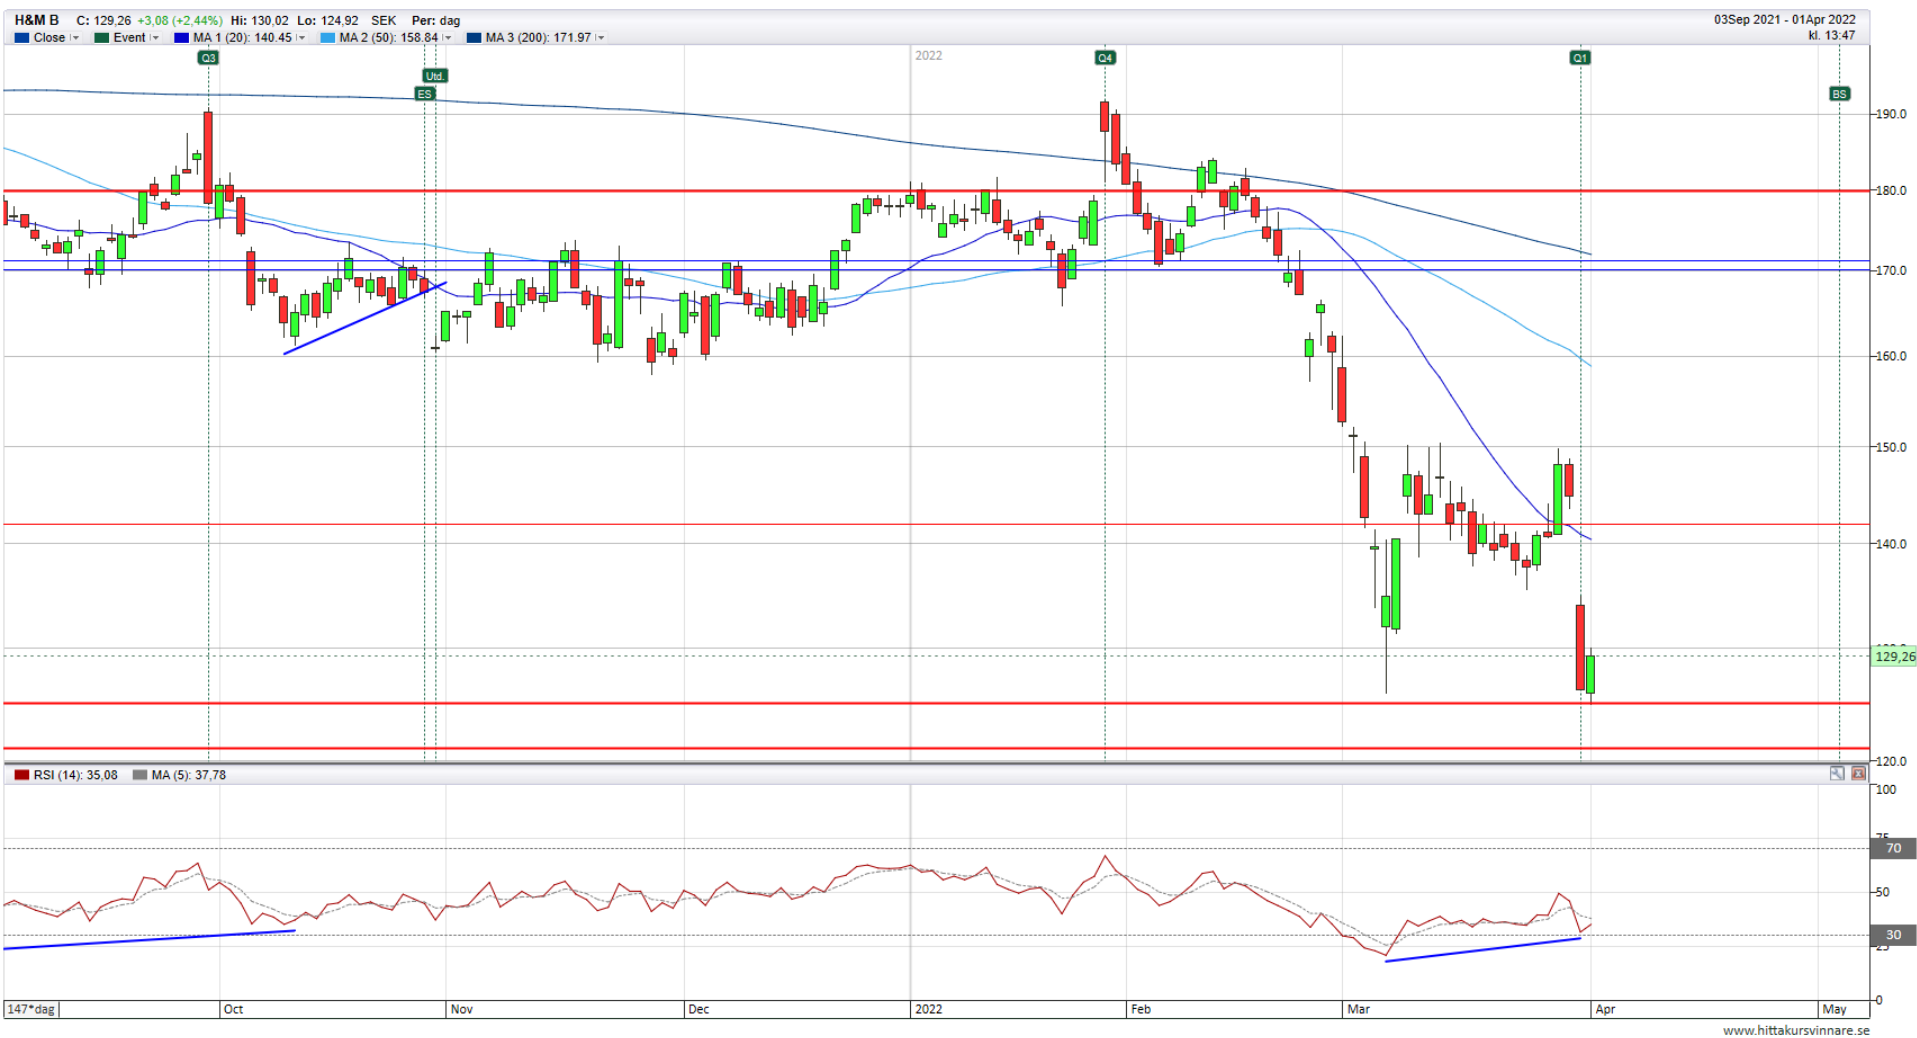 H&M B C: 129,26 +3,08 (+2,44%) Hi: 130,02 Lo: 124,92 SEK Per: dag 03Sep 2021 - 01Apr 2022
Close Event MA 1 (20): 140.45 MA 2 (50): 158.84 MA 3 (200): 171.97 kl. 13:47
2022
Q3 Q4 Q1
Utd.
ES BS
190.0
180.0
170.0
160.0
150.0
140.0
129,26
120.0
RSI (14): 35,08 MA (5): 37,78
100
75
70
50
30
25
0
147*dag Oct Nov Dec 2022 Feb Mar Apr May
www.hittakursvinnare.se